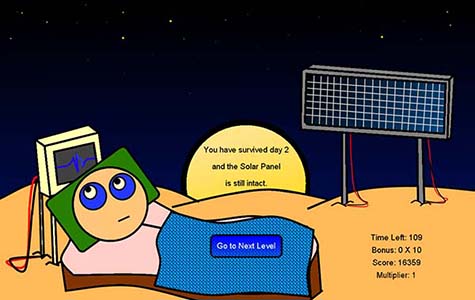 You have survived day 2
and the Solar Panel
is still intact.
Go to Next Level
Time Left: 109
Bonus: 0 X 10
Score: 16359
Multiplier: 1